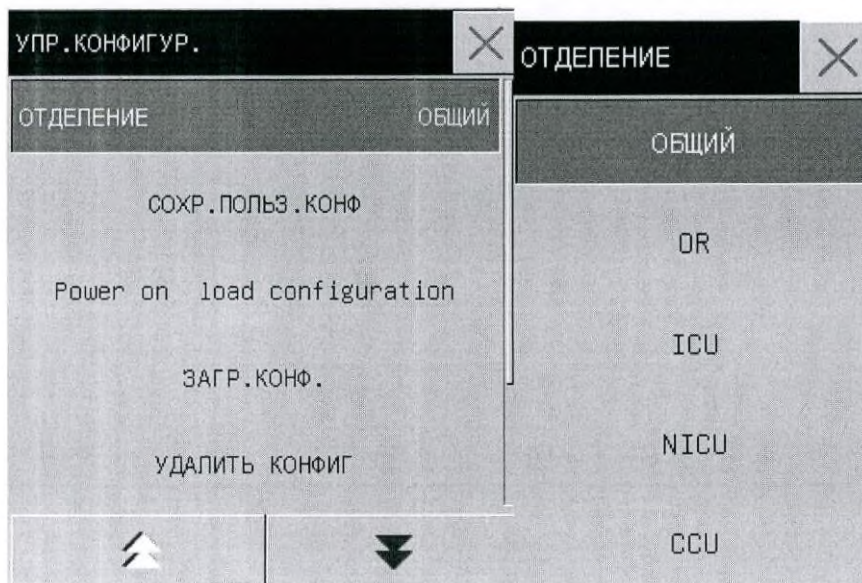 УПР.КОНФИГУР.
ОТДЕЛЕНИЕ ОБЩИЙ
СОХР.ПОЛЬЗ.КОНФ
Power on load configuration
ЗАГР.КОНФ.
УДАЛИТЬ КОНФИГ
ОТДЕЛЕНИЕ
ОБЩИЙ
OR
ICU
NICU
CCU